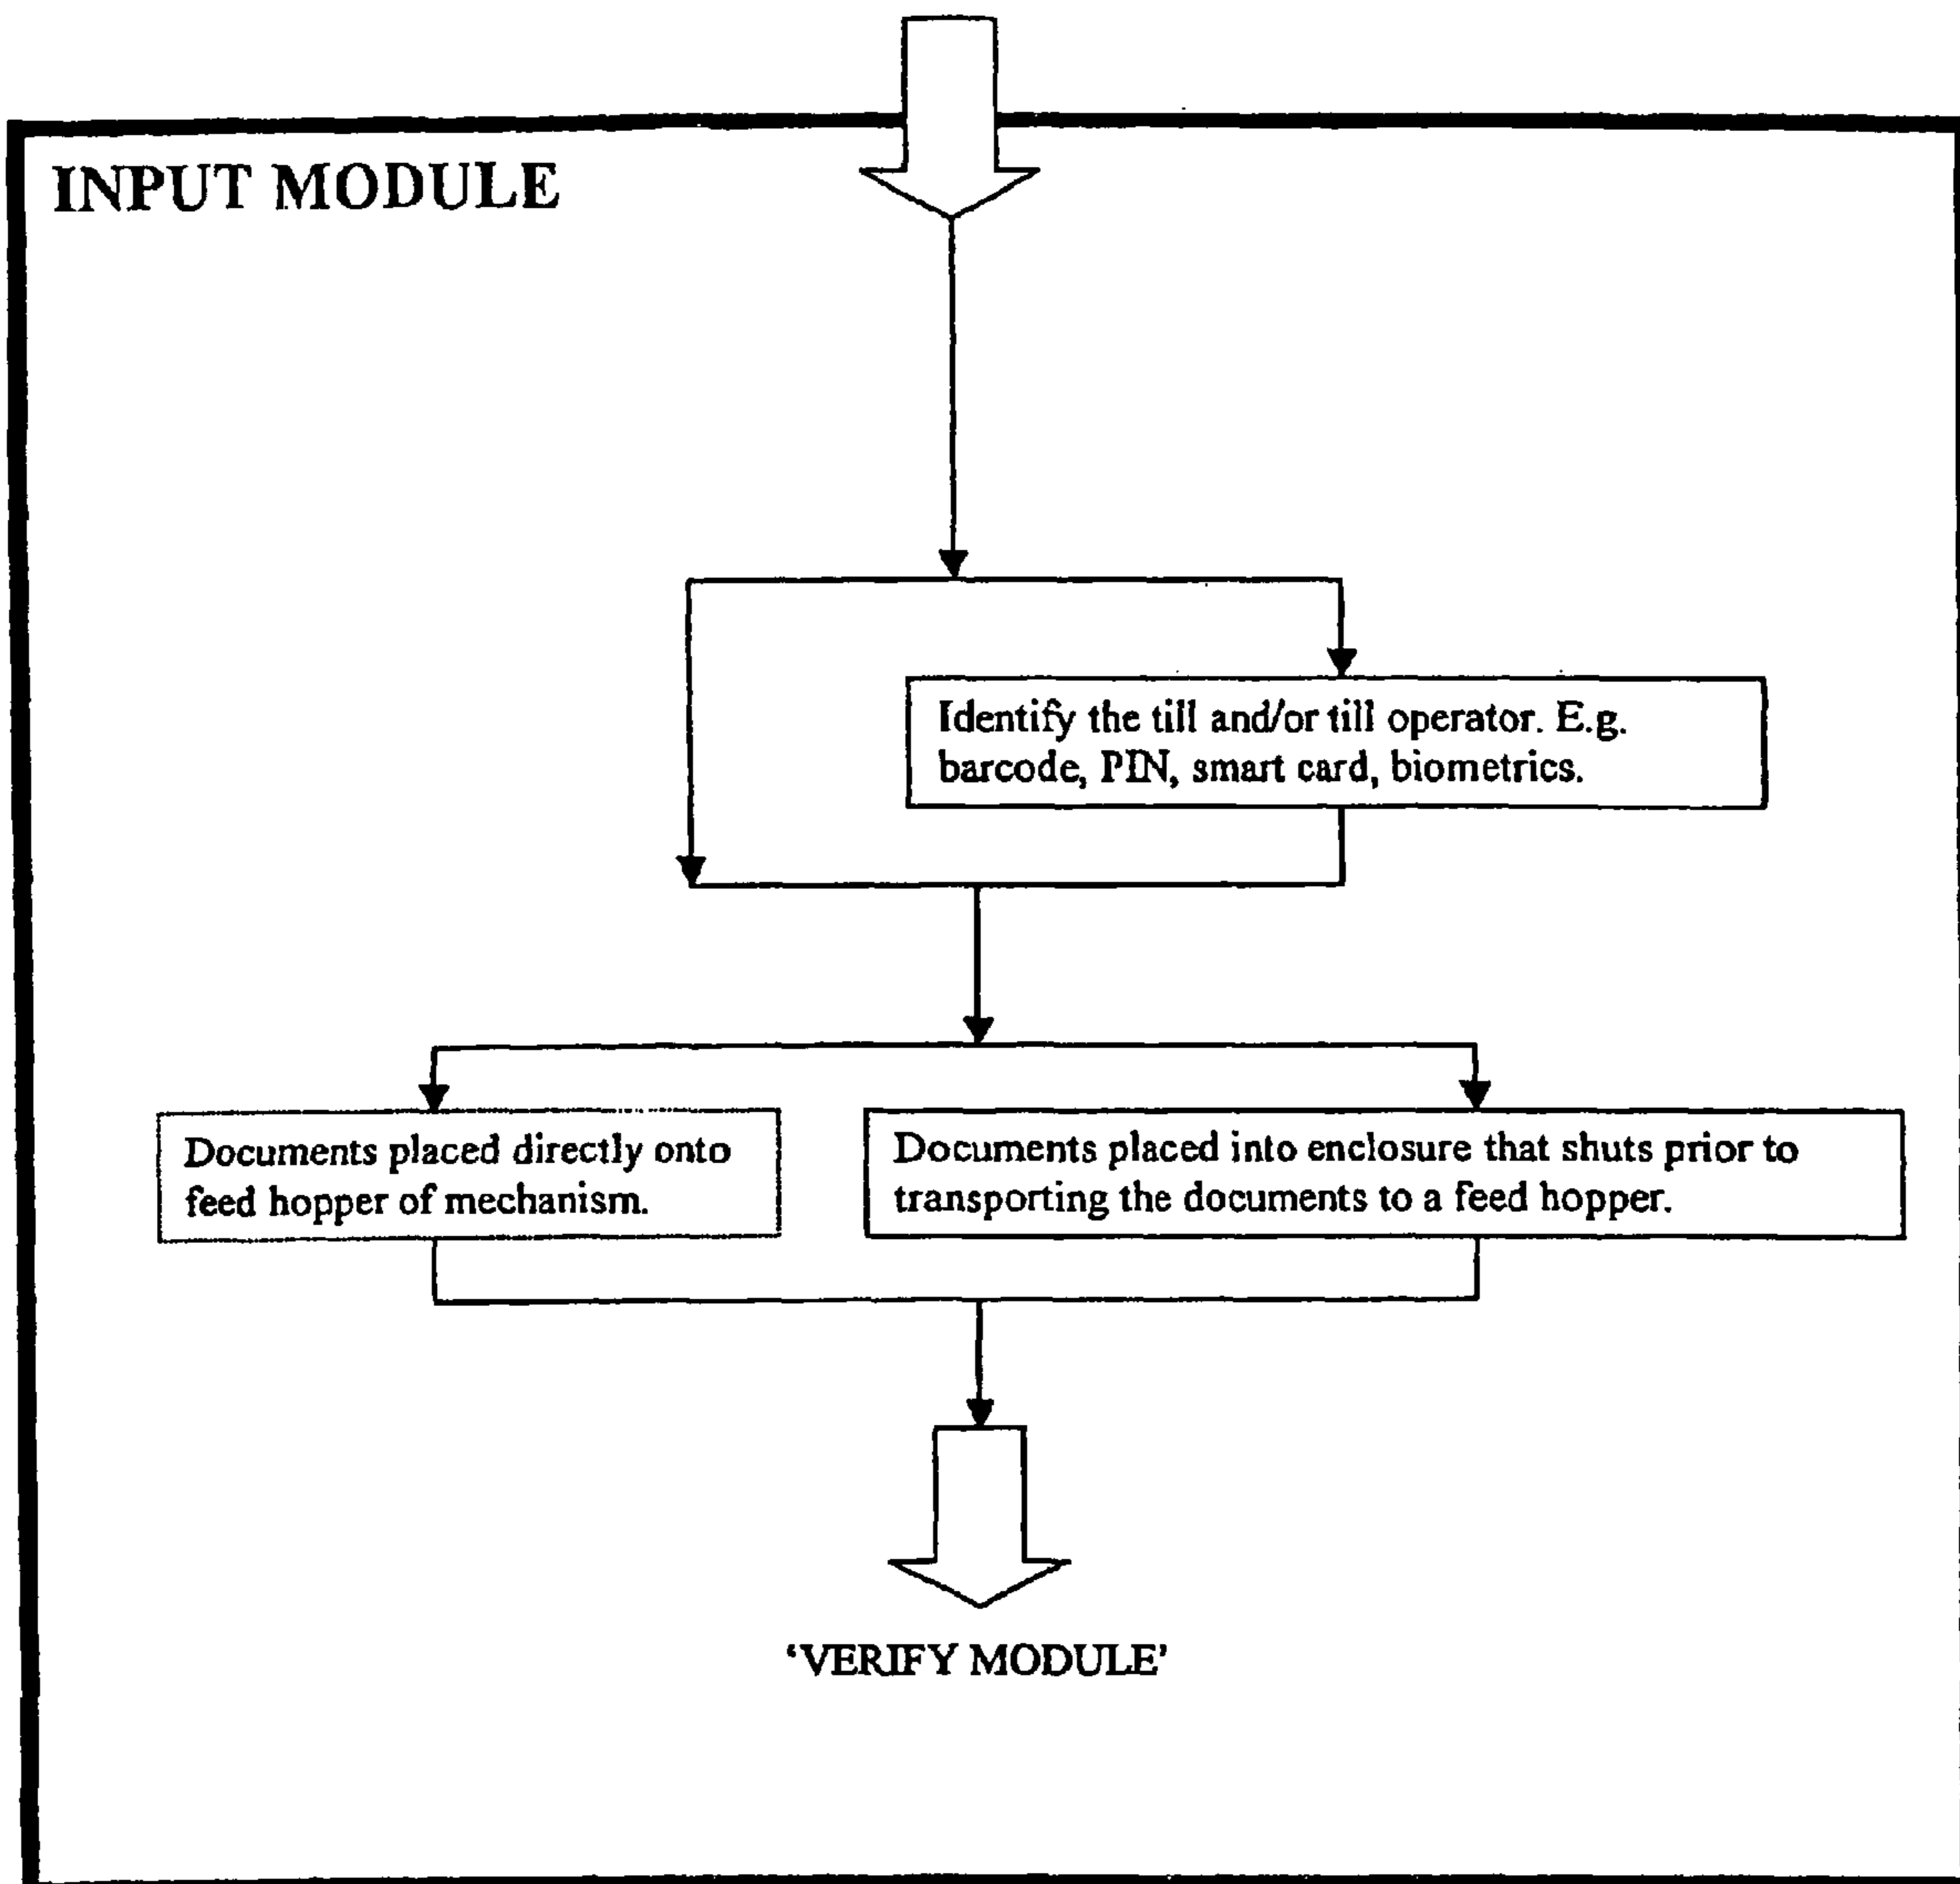 INPUT MODULE
Identify the till and/or till operator. E.g.
barcode, PIN, smart card, biometrics.
Documents placed directly onto
feed hopper of mechanism.
Documents placed into enclosure that shuts prior to
transporting the documents to a feed hopper.
‘VERIFY MODULE’